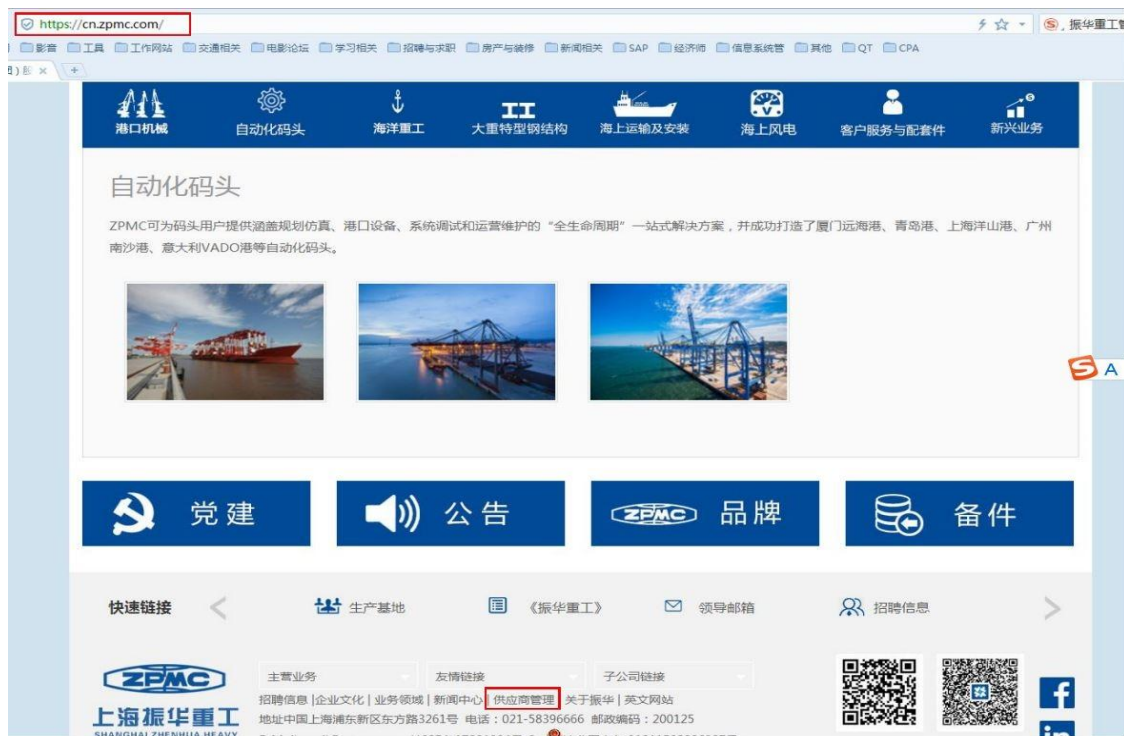 https://cn.zpmc.com/
振华重工
影音 工具 工作网站 交通相关 电影论坛 学习相关 招聘与求职 房产与装修 新闻相关 SAP 经济师 信息系统管 其他 QT CPA
港口机械 自动化码头 海洋重工 大重特型钢结构 海上运输及安装 海上风电 客户服务与配套件 新兴业务
自动化码头
ZPMC可为码头用户提供涵盖规划仿真、港口设备、系统调试和运营维护的“全生命周期”一站式解决方案，并成功打造了厦门远海港、青岛港、上海洋山港、广州
南沙港、意大利VADO港等自动化码头。
A
党建 公告 ZPMC 品牌 备件
快速链接 生产基地 《振华重工》 领导邮箱 招聘信息
ZPMC
主营业务 友情链接 子公司链接
招聘信息 |企业文化 | 业务领域 | 新闻中心 | 供应商管理 | 关于振华 | 英文网站
上海振华重工
地址中国上海浦东新区东方路3261号 电话：021-58396666 邮政编码：200125
SHANGHAI ZHENHUA HEAVY